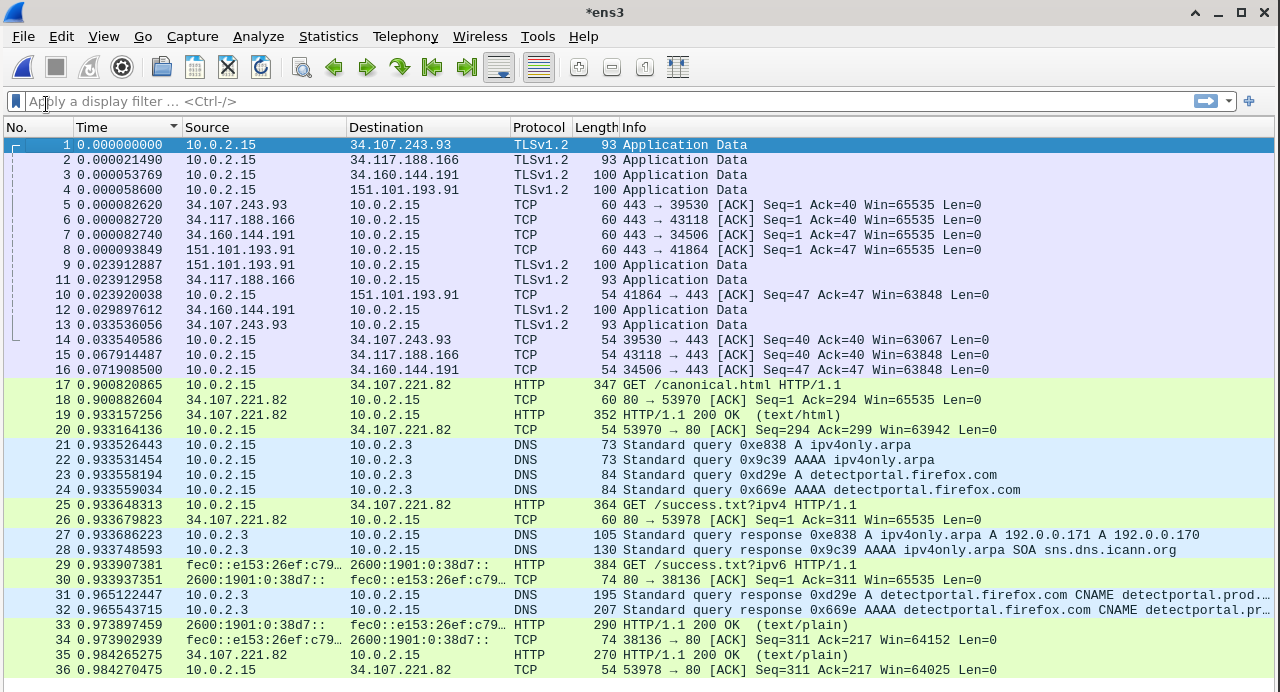 *ens3
File Edit View Go Capture Analyze Statistics Telephony Wireless Tools Help
Apply a display filter … <Ctrl-/>
No. Time Source Destination Protocol Length Info
1 0.000000000 10.0.2.15 34.107.243.93 TLSv1.2 93 Application Data
2 0.000021490 10.0.2.15 34.117.188.166 TLSv1.2 93 Application Data
3 0.000053769 10.0.2.15 34.160.144.191 TLSv1.2 100 Application Data
4 0.000058600 10.0.2.15 151.101.193.91 TLSv1.2 100 Application Data
5 0.000082620 34.107.243.93 10.0.2.15 TCP 60 443 → 39530 [ACK] Seq=1 Ack=40 Win=65535 Len=0
6 0.000082720 34.117.188.166 10.0.2.15 TCP 60 443 → 43118 [ACK] Seq=1 Ack=40 Win=65535 Len=0
7 0.000082740 34.160.144.191 10.0.2.15 TCP 60 443 → 34506 [ACK] Seq=1 Ack=47 Win=65535 Len=0
8 0.000093849 151.101.193.91 10.0.2.15 TCP 60 443 → 41864 [ACK] Seq=1 Ack=47 Win=65535 Len=0
9 0.023912887 151.101.193.91 10.0.2.15 TLSv1.2 100 Application Data
11 0.023912958 34.117.188.166 10.0.2.15 TLSv1.2 93 Application Data
10 0.023920038 10.0.2.15 151.101.193.91 TCP 54 41864 → 443 [ACK] Seq=47 Ack=47 Win=63848 Len=0
12 0.029897612 34.160.144.191 10.0.2.15 TLSv1.2 100 Application Data
13 0.033536056 34.107.243.93 10.0.2.15 TLSv1.2 93 Application Data
14 0.033540586 10.0.2.15 34.107.243.93 TCP 54 39530 → 443 [ACK] Seq=40 Ack=40 Win=63067 Len=0
15 0.067914487 10.0.2.15 34.117.188.166 TCP 54 43118 → 443 [ACK] Seq=40 Ack=40 Win=63848 Len=0
16 0.071908500 10.0.2.15 34.160.144.191 TCP 54 34506 → 443 [ACK] Seq=47 Ack=47 Win=63848 Len=0
17 0.900820865 10.0.2.15 34.107.221.82 HTTP 347 GET /canonical.html HTTP/1.1
18 0.900882604 34.107.221.82 10.0.2.15 TCP 60 80 → 53970 [ACK] Seq=1 Ack=294 Win=65535 Len=0
19 0.933157256 34.107.221.82 10.0.2.15 HTTP 352 HTTP/1.1 200 OK (text/html)
20 0.933164136 10.0.2.15 34.107.221.82 TCP 54 53970 → 80 [ACK] Seq=294 Ack=299 Win=63942 Len=0
21 0.933526443 10.0.2.15 10.0.2.3 DNS 73 Standard query 0xe838 A ipv4only.arpa
22 0.933531454 10.0.2.15 10.0.2.3 DNS 73 Standard query 0x9c39 AAAA ipv4only.arpa
23 0.933558194 10.0.2.15 10.0.2.3 DNS 84 Standard query 0xd29e A detectportal.firefox.com
24 0.933559034 10.0.2.15 10.0.2.3 DNS 84 Standard query 0x669e AAAA detectportal.firefox.com
25 0.933648313 10.0.2.15 34.107.221.82 HTTP 364 GET /success.txt?ipv4 HTTP/1.1
26 0.933679823 34.107.221.82 10.0.2.15 TCP 60 80 → 53978 [ACK] Seq=1 Ack=311 Win=65535 Len=0
27 0.933686223 10.0.2.3 10.0.2.15 DNS 105 Standard query response 0xe838 A ipv4only.arpa A 192.0.0.171 A 192.0.0.170
28 0.933748593 10.0.2.3 10.0.2.15 DNS 130 Standard query response 0x9c39 AAAA ipv4only.arpa SOA sns.dns.icann.org
29 0.933907381 fec0::e153:26ef:c79… 2600:1901:0:38d7:: HTTP 384 GET /success.txt?ipv6 HTTP/1.1
30 0.933937351 2600:1901:0:38d7:: fec0::e153:26ef:c79… TCP 74 80 → 38136 [ACK] Seq=1 Ack=311 Win=65535 Len=0
31 0.965122447 10.0.2.3 10.0.2.15 DNS 195 Standard query response 0xd29e A detectportal.firefox.com CNAME detectportal.prod.…
32 0.965543715 10.0.2.3 10.0.2.15 DNS 207 Standard query response 0x669e AAAA detectportal.firefox.com CNAME detectportal.pr…
33 0.973897459 2600:1901:0:38d7:: fec0::e153:26ef:c79… HTTP 290 HTTP/1.1 200 OK (text/plain)
34 0.973902939 fec0::e153:26ef:c79… 2600:1901:0:38d7:: TCP 74 38136 → 80 [ACK] Seq=311 Ack=217 Win=64152 Len=0
35 0.984265275 34.107.221.82 10.0.2.15 HTTP 270 HTTP/1.1 200 OK (text/plain)
36 0.984270475 10.0.2.15 34.107.221.82 TCP 54 53978 → 80 [ACK] Seq=311 Ack=217 Win=64025 Len=0